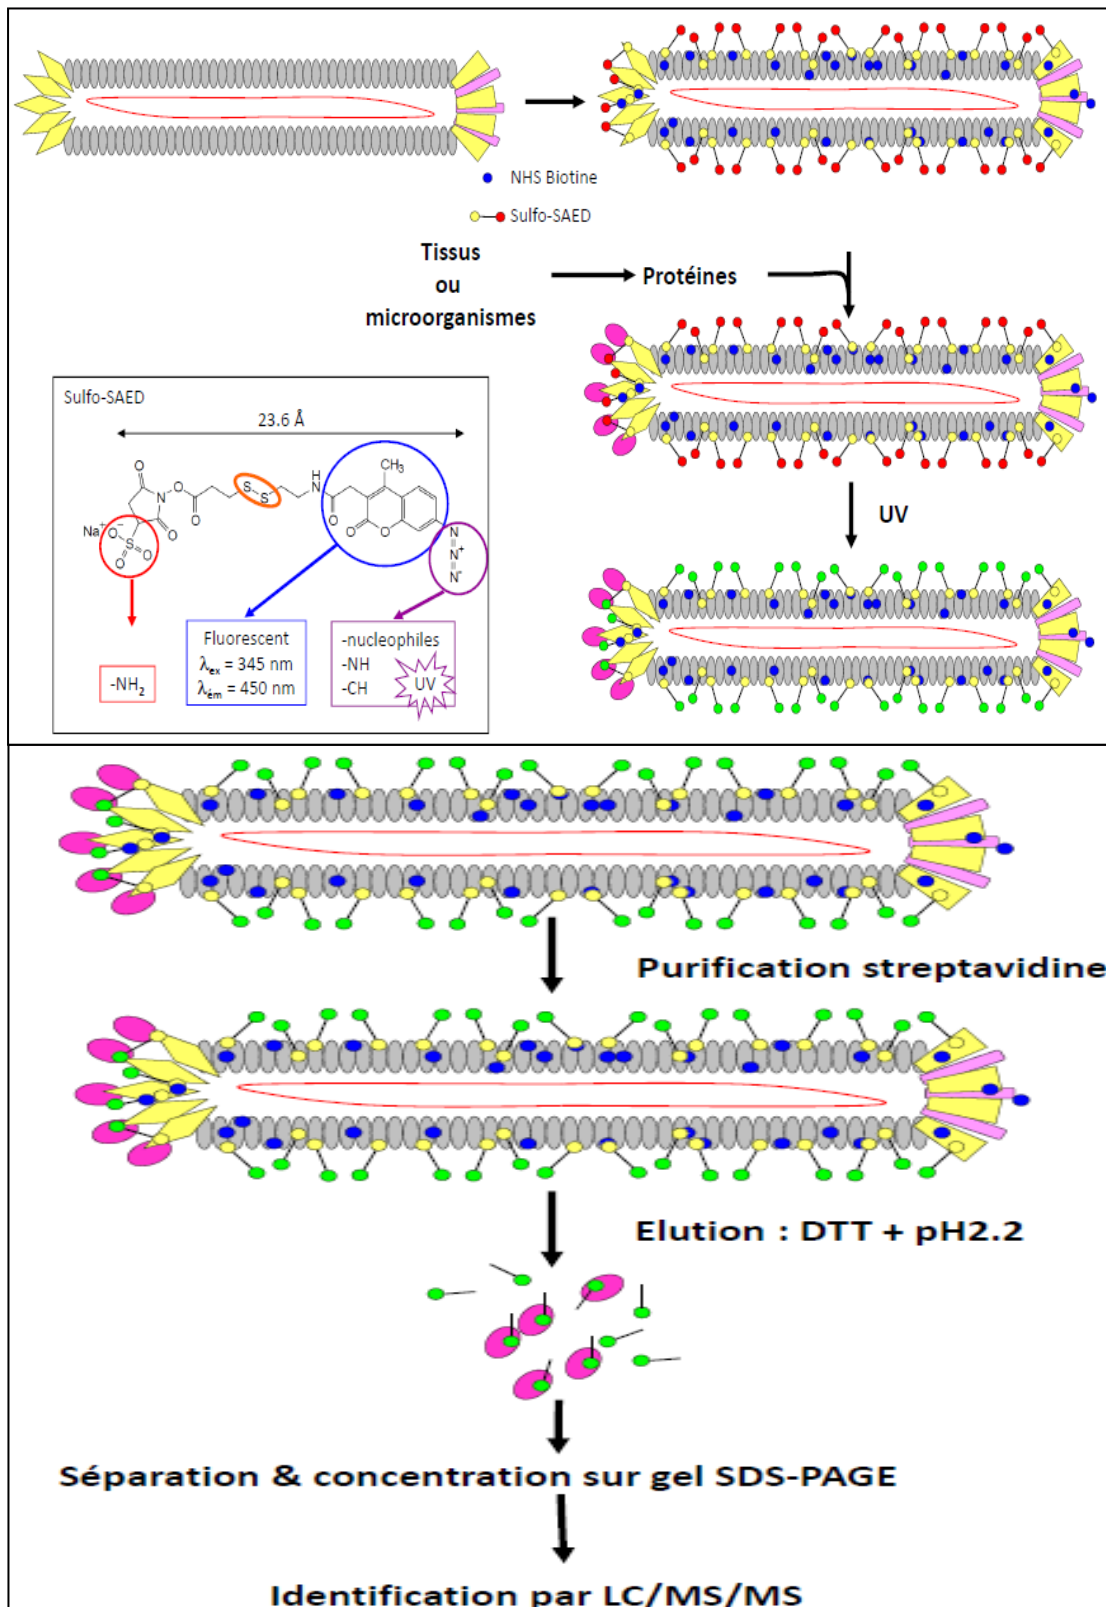 NHS Biotine
Sulfo-SAED
Tissus
ou
microorganismes
Protéines
UV
Sulfo-SAED
23.6 Å
CH₃
S
S
H
N
O
O
O
N
O
O
O
O
O
Na⁺
O⁻
S
O
O
N
N⁺
N⁻
Fluorescent
λex = 345 nm
λém = 450 nm
-nucleophiles
-NH
-CH
UV
-NH₂
Purification streptavidine
Elution : DTT + pH2.2
Séparation & concentration sur gel SDS-PAGE
Identification par LC/MS/MS